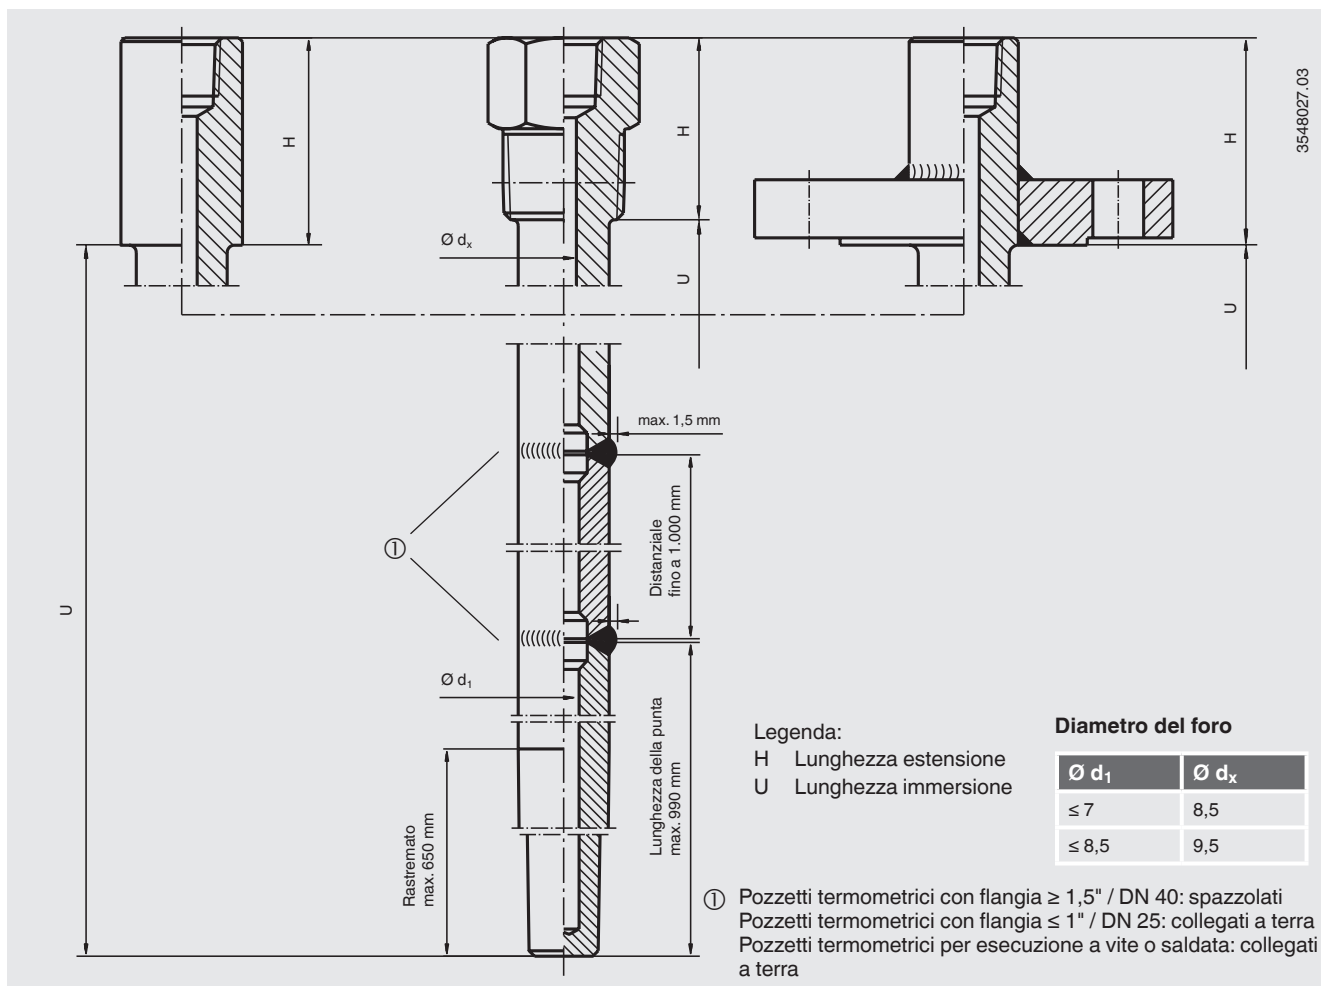 H
H
H
3548027.03
Ø dx
U
U
max. 1,5 mm
Distanziale
fino a 1.000 mm
①
U
Ø d1
Lunghezza della punta
max. 990 mm
Rastremato
max. 650 mm
Legenda:
H Lunghezza estensione
U Lunghezza immersione
Diametro del foro
Ø d1 Ø dx
≤ 7 8,5
≤ 8,5 9,5
① Pozzetti termometrici con flangia ≥ 1,5" / DN 40: spazzolati
Pozzetti termometrici con flangia ≤ 1" / DN 25: collegati a terra
Pozzetti termometrici per esecuzione a vite o saldata: collegati
a terra